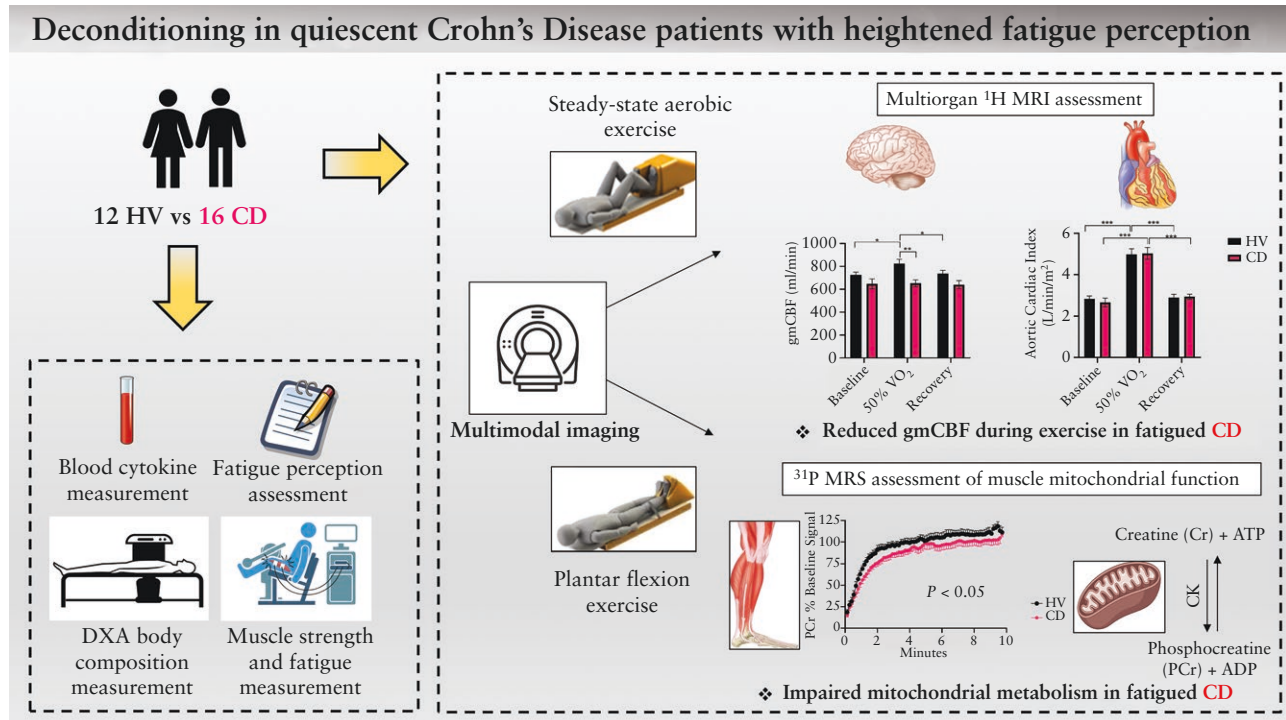 Deconditioning in quiescent Crohn's Disease patients with heightened fatigue perception
12 HV vs 16 CD
Blood cytokine
measurement
Fatigue perception
assessment
DXA body
composition
measurement
Muscle strength
and fatigue
measurement
Steady-state aerobic
exercise
Multimodal imaging
Plantar flexion
exercise
Multiorgan ¹H MRI assessment
gmCBF (ml/min)
1000
800
600
400
200
0
*
*
**
Baseline
50% VO₂
Recovery
Aortic Cardiac Index
(L/min/m²)
6
4
2
0
***
***
***
***
Baseline
50% VO₂
Recovery
HV
CD
❖ Reduced gmCBF during exercise in fatigued CD
³¹P MRS assessment of muscle mitochondrial function
PCr % Baseline Signal
125
100
75
50
25
0
0
2
4
6
8
10
Minutes
P < 0.05
HV
CD
Creatine (Cr) + ATP
CK
Phosphocreatine
(PCr) + ADP
❖ Impaired mitochondrial metabolism in fatigued CD